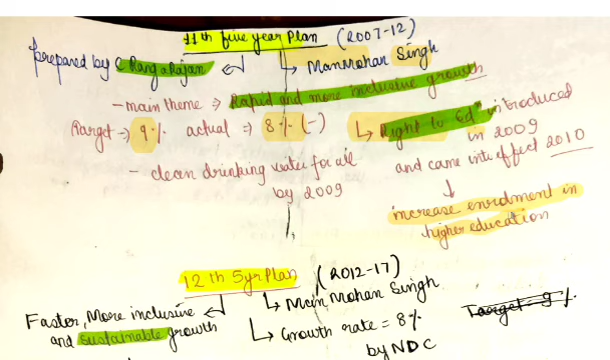 11th five year Plan (2007-12)
prepared by C Rangarajan
ManMohan Singh
- main theme ⇒ Rapid and more inclusive growth
Target → 9% actual ⇒ 8% (-)
↳ Right to Edn introduced
in 2009
and came into effect 2010
- clean drinking water for all
by 2009
↓
increase enrolment in
higher education
12th 5yr Plan (2012-17)
↳ Man Mohan Singh
Faster, More inclusive
and sustainable growth
↳ Growth rate = 8%
by NDC
Target - 9%